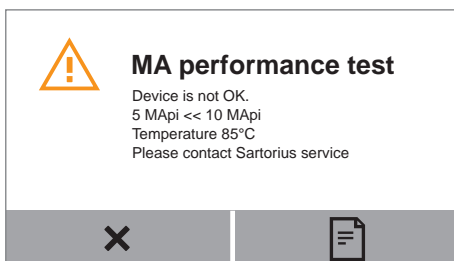 MA performance test
Device is not OK.
5 MApi << 10 MApi
Temperature 85°C
Please contact Sartorius service